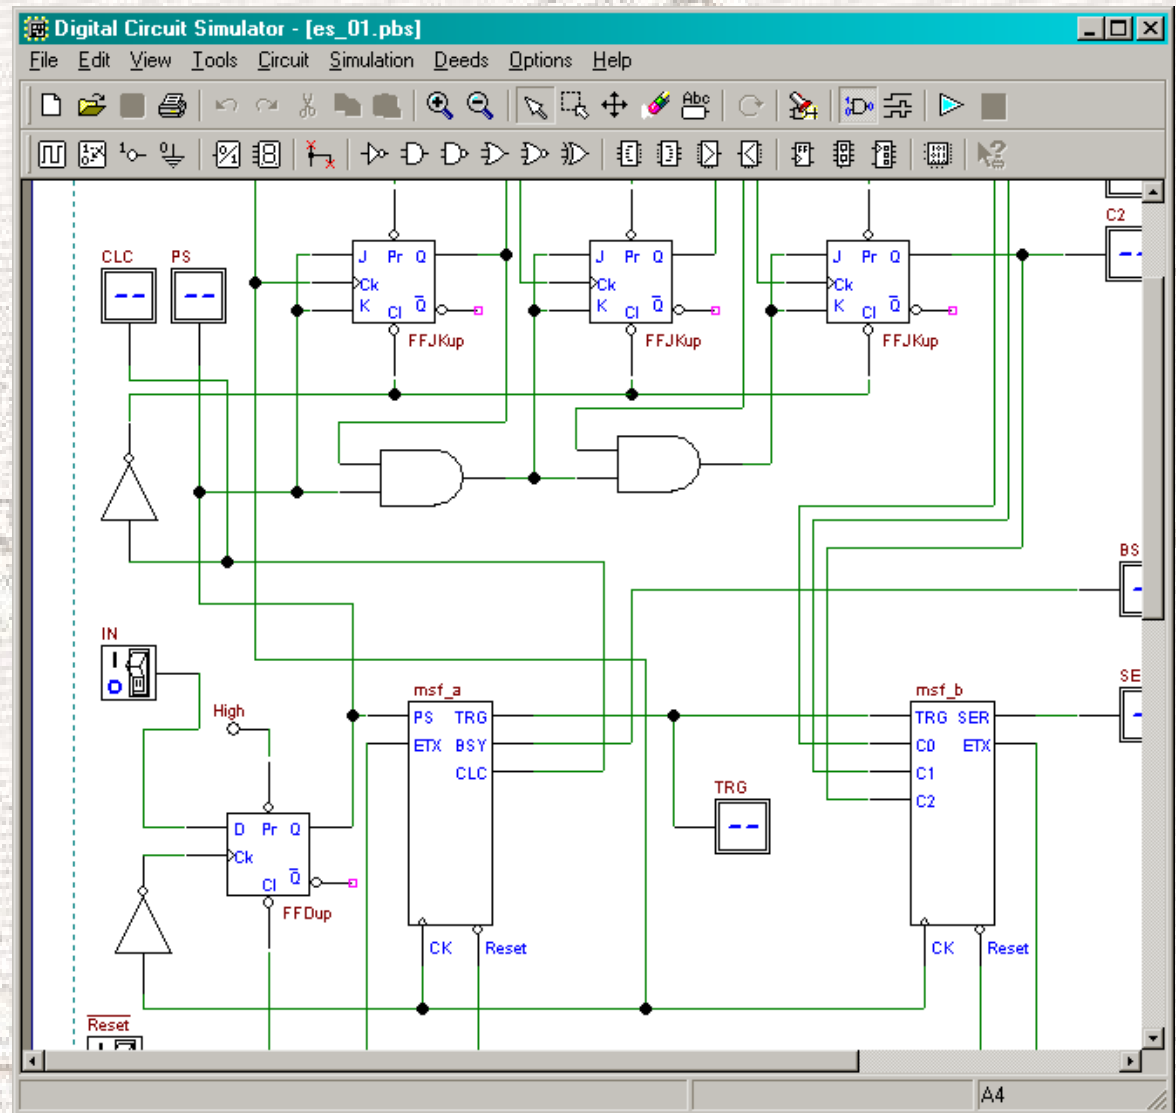 Digital Circuit Simulator - [es_01.pbs]
File Edit View Tools Circuit Simulation Deeds Options Help
Abc
C2
CLC PS
J Pr Q J Pr Q J Pr Q
Ck Ck Ck
K Cl Q̅ K Cl Q̅ K Cl Q̅
FFJKup FFJKup FFJKup
BS
IN
I
O
SE
msf_a msf_b
High
PS TRG TRG SER
ETX BSY C0 ETX
CLC C1
C2
TRG
D Pr Q
Ck
Cl Q̅
FFDup
CK Reset CK Reset
R̅e̅s̅e̅t̅
A4